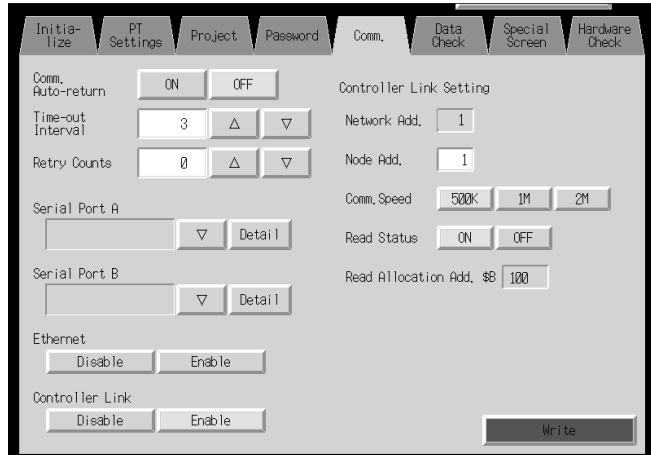 Initia-
lize
PT
Settings
Project
Password
Comm.
Data
Check
Special
Screen
Hardware
Check
Comm.
Auto-return
ON
OFF
Time-out
Interval
3
△
▽
Retry Counts
0
△
▽
Serial Port A
▽
Detail
Serial Port B
▽
Detail
Ethernet
Disable
Enable
Controller Link
Disable
Enable
Controller Link Setting
Network Add.
1
Node Add.
1
Comm.Speed
500K
1M
2M
Read Status
ON
OFF
Read Allocation Add. $B 100
Write